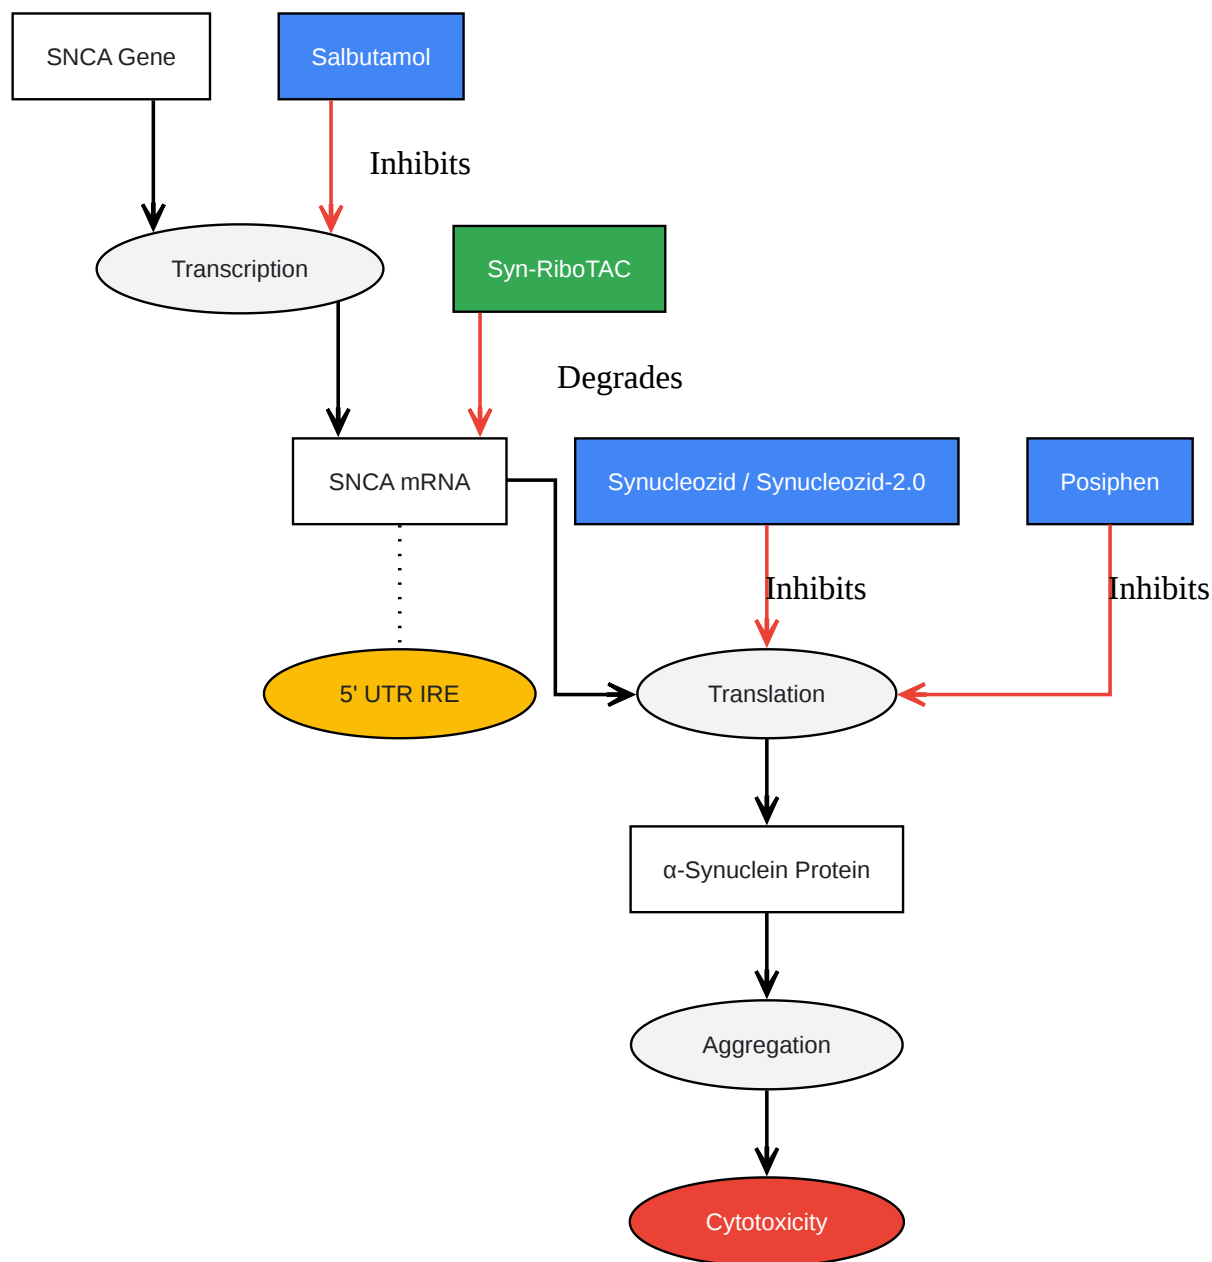 SNCA Gene
Salbutamol
Inhibits
Transcription
Syn-RiboTAC
Degrades
SNCA mRNA
Synucleozid / Synucleozid-2.0
Posiphen
Inhibits
Inhibits
5' UTR IRE
Translation
α-Synuclein Protein
Aggregation
Cytotoxicity